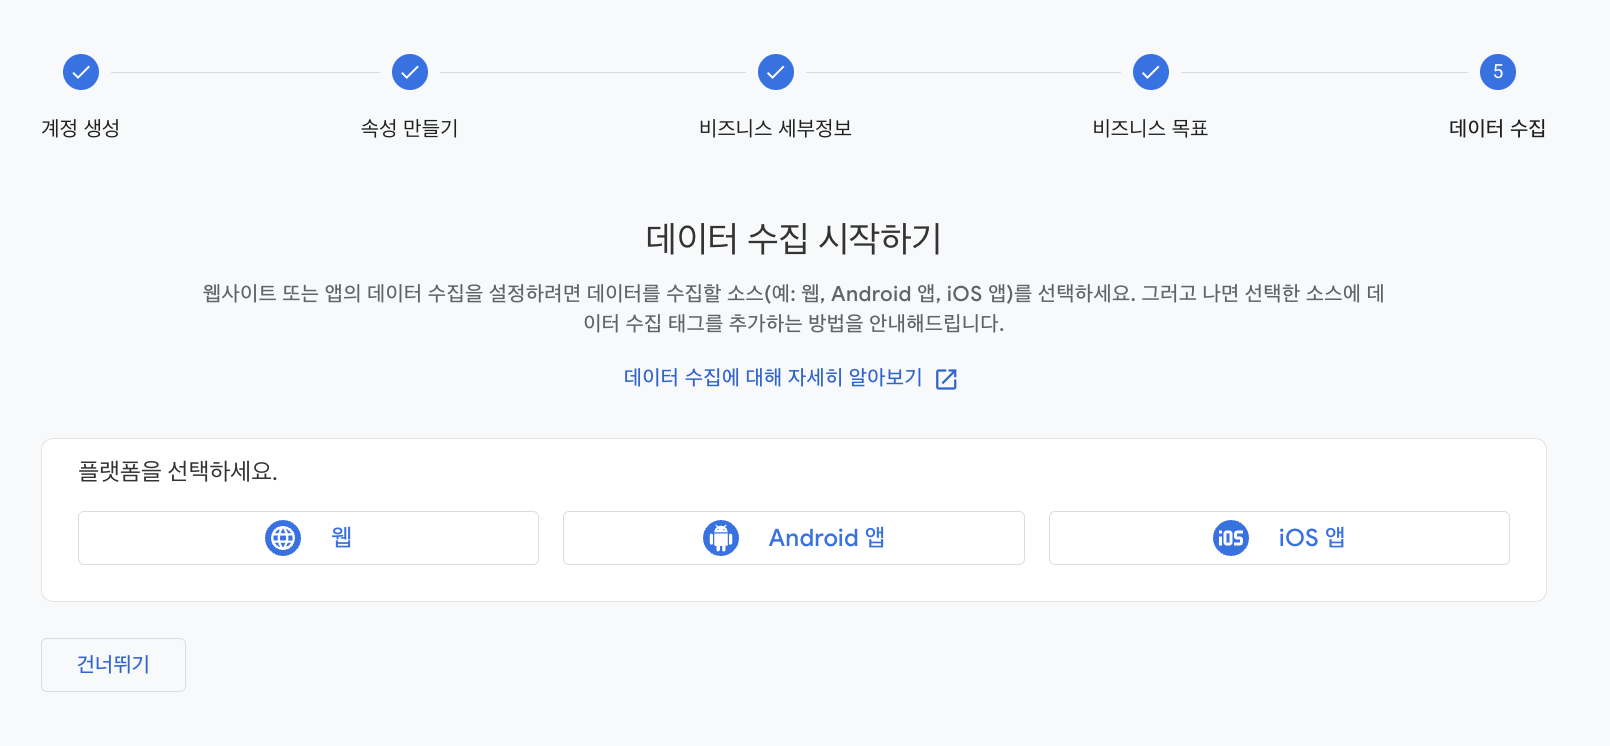 5
계정 생성
속성 만들기
비즈니스 세부정보
비즈니스 목표
데이터 수집
데이터 수집 시작하기
웹사이트 또는 앱의 데이터 수집을 설정하려면 데이터를 수집할 소스(예: 웹, Android 앱, iOS 앱)를 선택하세요. 그러고 나면 선택한 소스에 데
이터 수집 태그를 추가하는 방법을 안내해드립니다.
데이터 수집에 대해 자세히 알아보기
플랫폼을 선택하세요.
웹
Android 앱
iOS
iOS 앱
건너뛰기